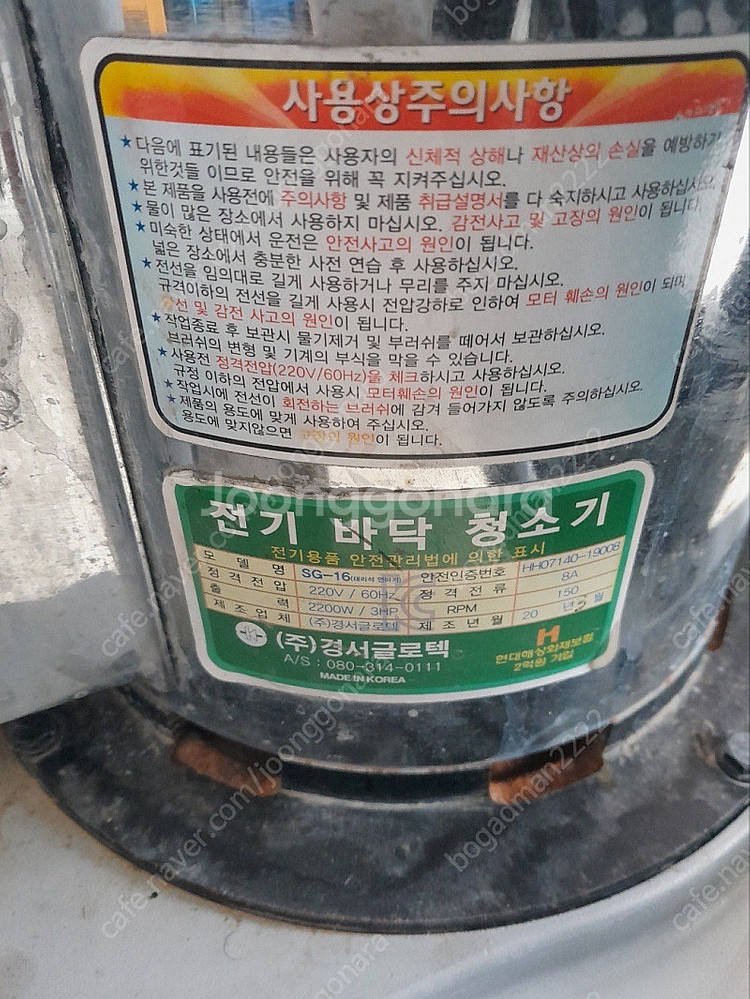 사용상주의사항
★다음에 표기된 내용들은 사용자의 신체적 상해나 재산상의 손실을 예방하기
위한것들 이므로 안전을 위해 꼭 지켜주십시오.
★본 제품을 사용전에 주의사항 및 제품 취급설명서를 다 숙지하시고 사용하십시오.
★물이 많은 장소에서 사용하지 마십시오. 감전사고 및 고장의 원인이 됩니다.
★미숙한 상태에서 운전은 안전사고의 원인이 됩니다.
넓은 장소에서 충분한 사전 연습 후 사용하십시오.
★전선을 임의대로 길게 사용하거나 무리를 주지 마십시오.
규격이하의 전선을 길게 사용시 전압강하로 인하여 모터 훼손의 원인이 되며
전선 및 감전 사고의 원인이 됩니다.
★작업종료 후 보관시 물기제거 및 부러쉬를 떼어서 보관하십시오.
브러쉬의 변형 및 기계의 부식을 막을 수 있습니다.
★사용전 정격전압(220V/60Hz)을 체크하시고 사용하십시오.
규정 이하의 전압에서 사용시 모터훼손의 원인이 됩니다.
★작업시에 전선이 회전하는 브러쉬에 감겨 들어가지 않도록 주의하십시오.
★제품의 용도에 맞게 사용하여 주십시오.
용도에 맞지않으면 고장의 원인이 됩니다.
Joonggonara
전기 바닥 청소기
전기용품 안전관리법에 의한 표시
모델명 SG-16(대리석 연마기) 안전인증번호 HH07140-19008
정격전압 220V / 60Hz 정격전류 8A
출력 2200W / 3HP RPM 150
제조업체 (주)경서글로텍 제조년월 20 년 2월
(주)경서글로텍
A/S : 080-314-0111
MADE IN KOREA
H
현대해상화재보험
2억원 가입
cafe.naver.com/joonggonara
bogadman2222